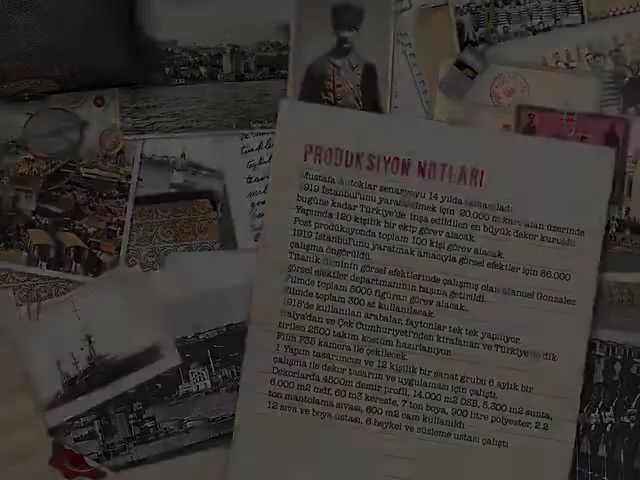 PRODÜKSİYON NOTLARI
Mustafa senaryoyu 14 yılda
1919 İstanbul'unu yaratabilmek için 20.000 alan üzerinde
bugüne kadar Türkiye'de inşa edildilen en büyük dekor kuruldu
Yapımda 120 kişilik bir ekip görev alacak.
Post prodüksyonda toplam 100 kişi görev alacak.
1919 İstanbul'unu yaratmak amacıyla görsel efektler için 86.000
çalışma öngörüldü.
Titanik filminin görsel efektlerinde çalışmış olan Manuel Gonzalez
görsel efektler departmanının başına getirildi.
Filmde toplam 5000 figüran görev alacak.
Filmde toplam 300 at kullanılacak.
1918'de kullanılan arabalar, faytonlar tek tek yapılıyor.
İtalya'dan ve Çek Cumhuriyeti'nden kiralanan ve Türkiye'de dik
tirilen 2500 takım kostüm hazırlanıyor.
Film F35 kamera ile çekilecek.
1 Yapım tasarımcısı ve 12 kişilik bir sanat grubu 6 aylık bir
çalışma ile dekor tasarım ve uygulaması için çalıştı.
Dekorlarda 4800m demir profil, 14.000 m2 OSB, 5,300 m2 sunta,
6.000 m2 mdf, 60 m3 kereste, 7 ton boya, 900 litre polyester, 2,2
ton mantolama sıvası, 600 m2 cam kullanıldı.
12 sıva ve boya ustası, 6 heykel ve süsleme ustası çalıştı